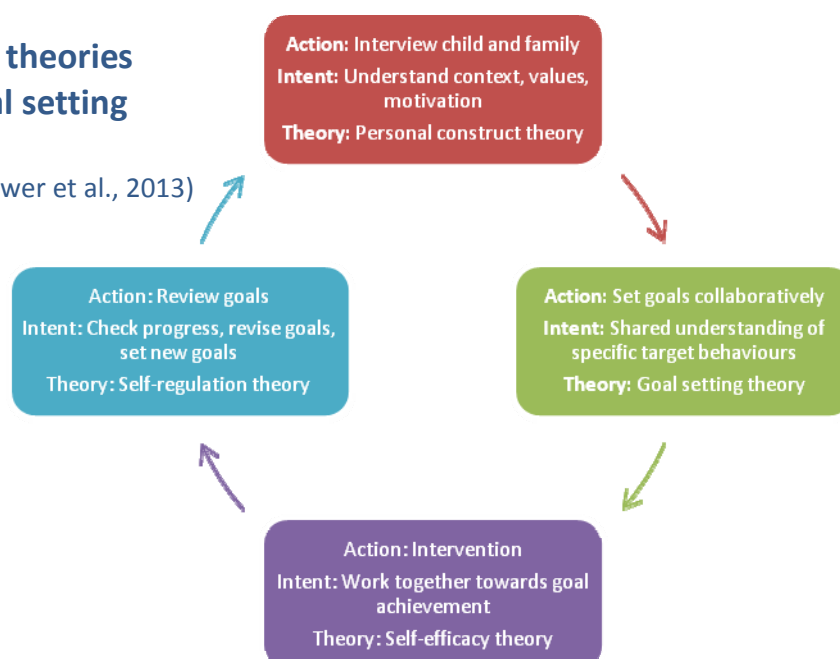 theories
setting
et al., 2013)
Action: Interview child and family
Intent: Understand context, values,
motivation
Theory: Personal construct theory
Action: Set goals collaboratively
Intent: Shared understanding of
specific target behaviours
Theory: Goal setting theory
Action: Intervention
Intent: Work together towards goal
achievement
Theory: Self-efficacy theory
Action: Review goals
Intent: Check progress, revise goals,
set new goals
Theory: Self-regulation theory